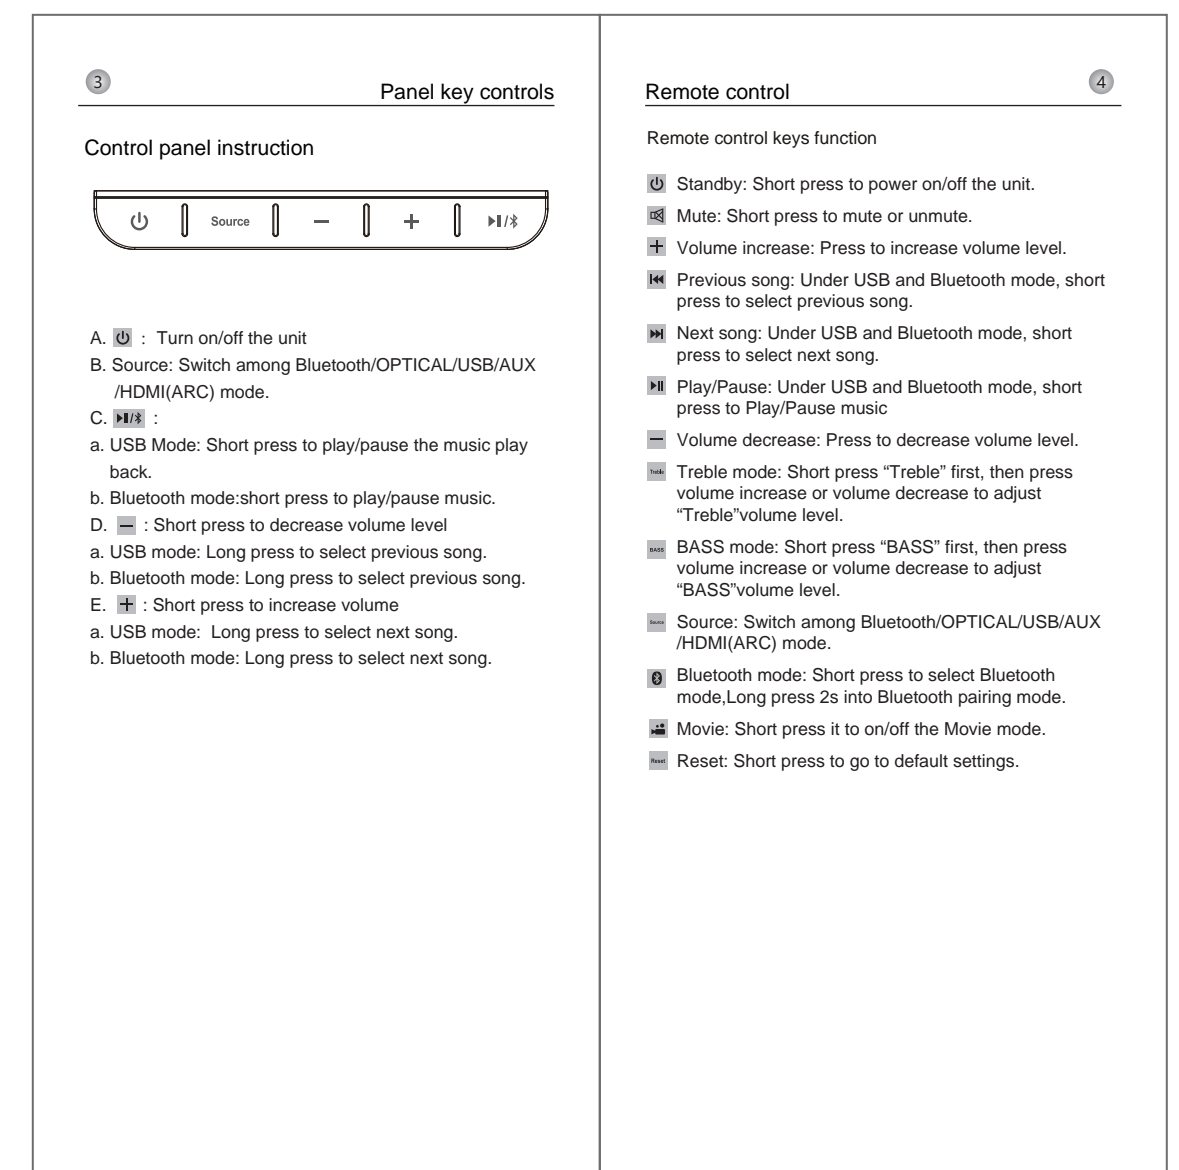 3
Panel key controls
Control panel instruction
Source
A. : Turn on/off the unit
B. Source: Switch among Bluetooth/OPTICAL/USB/AUX
/HDMI(ARC) mode.
C. / :
a. USB Mode: Short press to play/pause the music play
back.
b. Bluetooth mode:short press to play/pause music.
D. — : Short press to decrease volume level
a. USB mode: Long press to select previous song.
b. Bluetooth mode: Long press to select previous song.
E. + : Short press to increase volume
a. USB mode:  Long press to select next song.
b. Bluetooth mode: Long press to select next song.
Remote control
4
Remote control keys function
Standby: Short press to power on/off the unit.
Mute: Short press to mute or unmute.
+ Volume increase: Press to increase volume level.
Previous song: Under USB and Bluetooth mode, short
press to select previous song.
Next song: Under USB and Bluetooth mode, short
press to select next song.
Play/Pause: Under USB and Bluetooth mode, short
press to Play/Pause music
— Volume decrease: Press to decrease volume level.
Treble Treble mode: Short press “Treble” first, then press
volume increase or volume decrease to adjust
“Treble”volume level.
BASS BASS mode: Short press “BASS” first, then press
volume increase or volume decrease to adjust
“BASS”volume level.
Source Source: Switch among Bluetooth/OPTICAL/USB/AUX
/HDMI(ARC) mode.
Bluetooth mode: Short press to select Bluetooth
mode,Long press 2s into Bluetooth pairing mode.
Movie: Short press it to on/off the Movie mode.
Reset Reset: Short press to go to default settings.